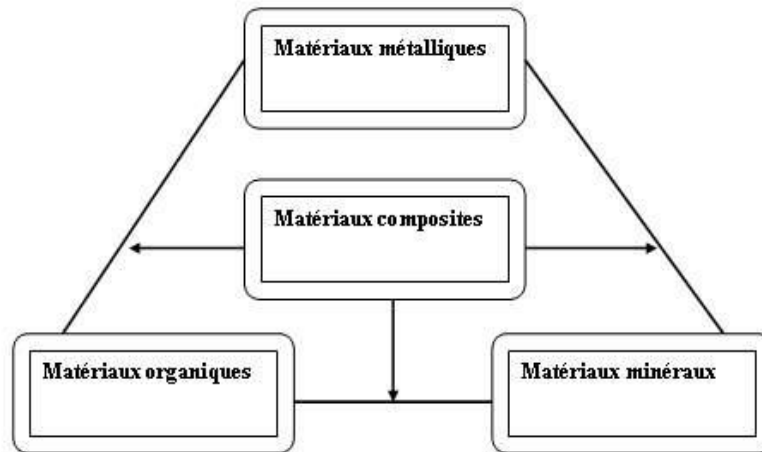 Matériaux métalliques
Matériaux composites
Matériaux organiques
Matériaux minéraux